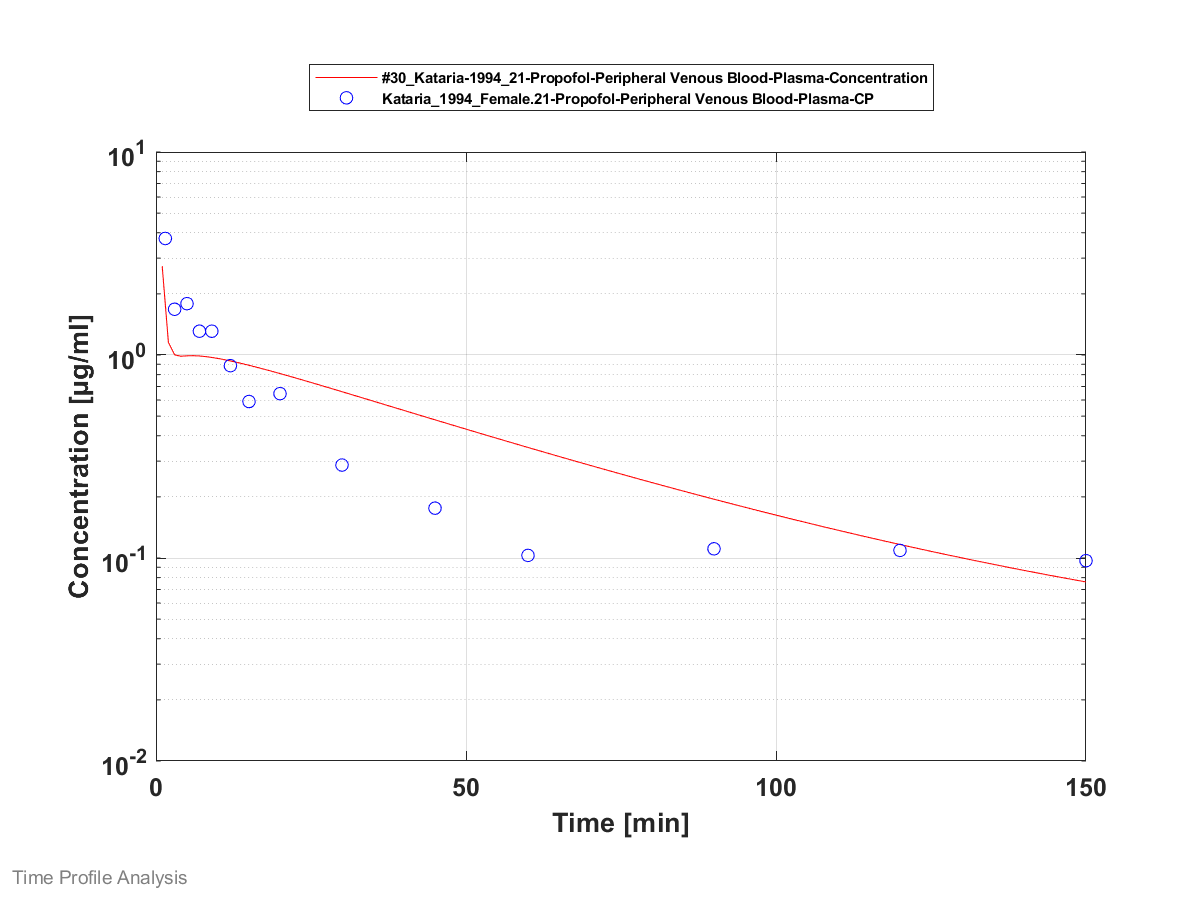 #30_Kataria-1994_21-Propofol-Peripheral Venous Blood-Plasma-Concentration
Kataria_1994_Female.21-Propofol-Peripheral Venous Blood-Plasma-CP
10^1
10^0
10^-1
10^-2
Concentration [µg/ml]
0 50 100 150
Time [min]
Time Profile Analysis